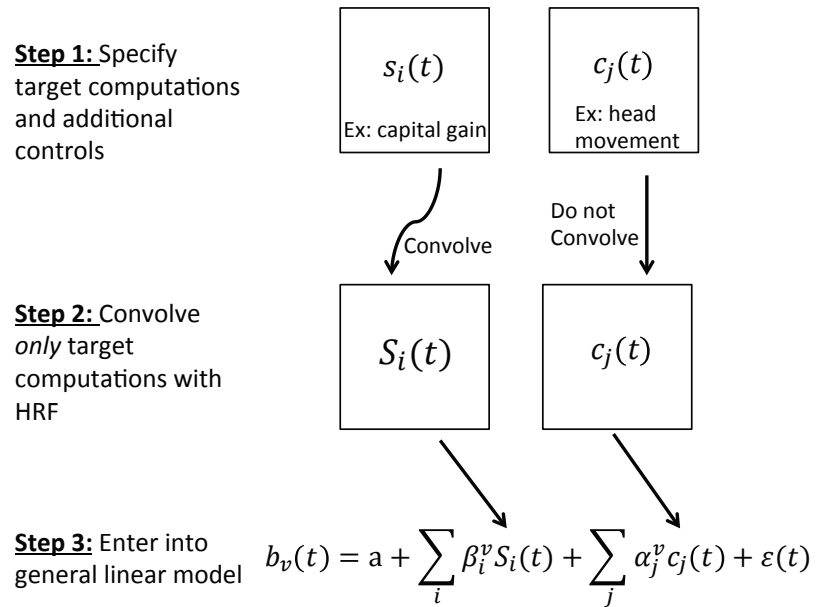 Step 1: Specify
target computations
and additional
controls
s_i(t)
Ex: capital gain
c_j(t)
Ex: head
movement
Convolve
Do not
Convolve
Step 2: Convolve
only target
computations with
HRF
S_i(t)
c_j(t)
Step 3: Enter into
general linear model
b_v(t) = a + ∑_i β_i^v S_i(t) + ∑_j α_j^v c_j(t) + ε(t)